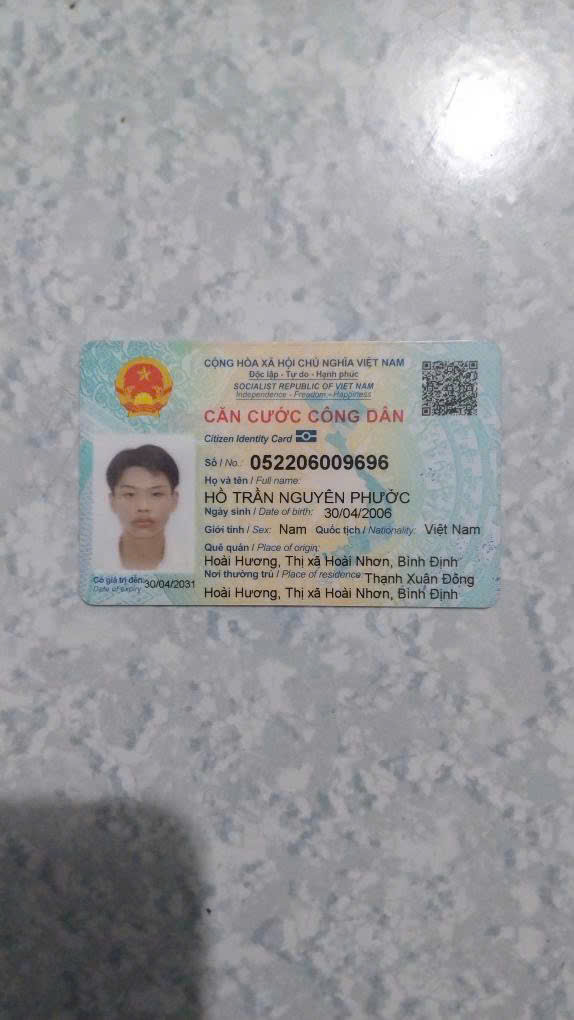 CỘNG HÒA XÃ HỘI CHỦ NGHĨA VIỆT NAM
Độc lập - Tự do - Hạnh phúc
SOCIALIST REPUBLIC OF VIET NAM
Independence - Freedom - Happiness
CĂN CƯỚC CÔNG DÂN
Citizen Identity Card
Số / No.: 052206009696
Họ và tên / Full name:
HỒ TRẦN NGUYÊN PHƯỚC
Ngày sinh / Date of birth: 30/04/2006
Giới tính / Sex: Nam Quốc tịch / Nationality: Việt Nam
Quê quán / Place of origin:
Hoài Hương, Thị xã Hoài Nhơn, Bình Định
Nơi thường trú / Place of residence: Thạnh Xuân Đông
Hoài Hương, Thị xã Hoài Nhơn, Bình Định
Có giá trị đến: 30/04/2031
Date of expiry